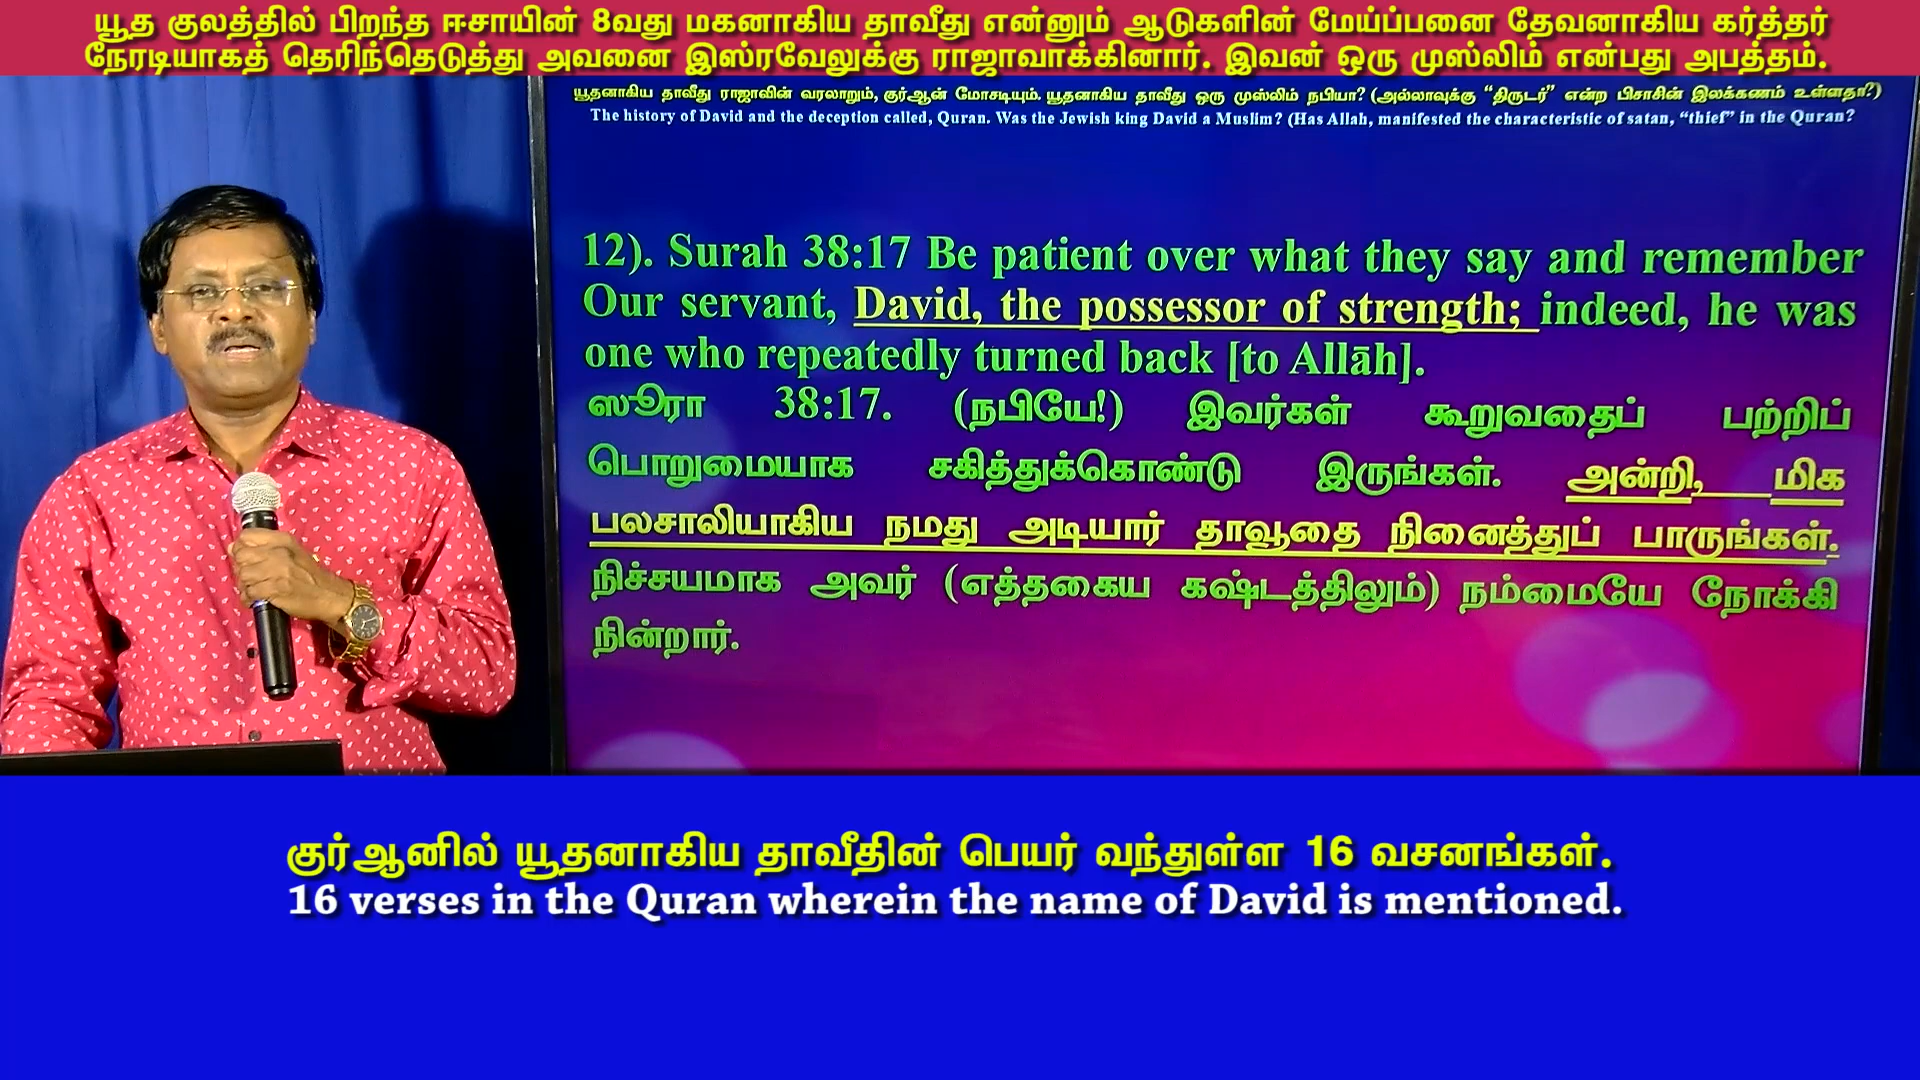 யூத குலத்தில் பிறந்த ஈசாயின் 8வது மகனாகிய தாவீது என்னும் ஆடுகளின் மேய்ப்பனை தேவனாகிய கர்த்தர்
நேரடியாகத் தெரிந்தெடுத்து அவனை இஸ்ரவேலுக்கு ராஜாவாக்கினார். இவன் ஒரு முஸ்லிம் என்பது அபத்தம்.
யூதனாகிய தாவீது ராஜாவின் வரலாறும், குர்ஆன் மோசடியும். யூதனாகிய தாவீது ஒரு முஸ்லிம் நபியா? (அல்லாவுக்கு “திருடர்” என்ற பிசாசின் இலக்கணம் உள்ளதா?)
The history of David and the deception called, Quran. Was the Jewish king David a Muslim? (Has Allah, manifested the characteristic of satan, “thief” in the Quran?
12). Surah 38:17 Be patient over what they say and remember
Our servant, David, the possessor of strength; indeed, he was
one who repeatedly turned back [to Allāh].
ஸூரா 38:17. (நபியே!) இவர்கள் கூறுவதைப் பற்றிப்
பொறுமையாக சகித்துக்கொண்டு இருங்கள். அன்றி, மிக
பலசாலியாகிய நமது அடியார் தாவூதை நினைத்துப் பாருங்கள்.
நிச்சயமாக அவர் (எத்தகைய கஷ்டத்திலும்) நம்மையே நோக்கி
நின்றார்.
குர்ஆனில் யூதனாகிய தாவீதின் பெயர் வந்துள்ள 16 வசனங்கள்.
16 verses in the Quran wherein the name of David is mentioned.